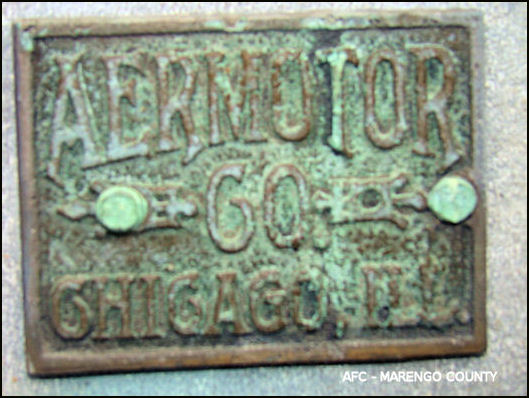 AERMOTOR
CO.
CHICAGO, ILL.
AFC - MARENGO COUNTY